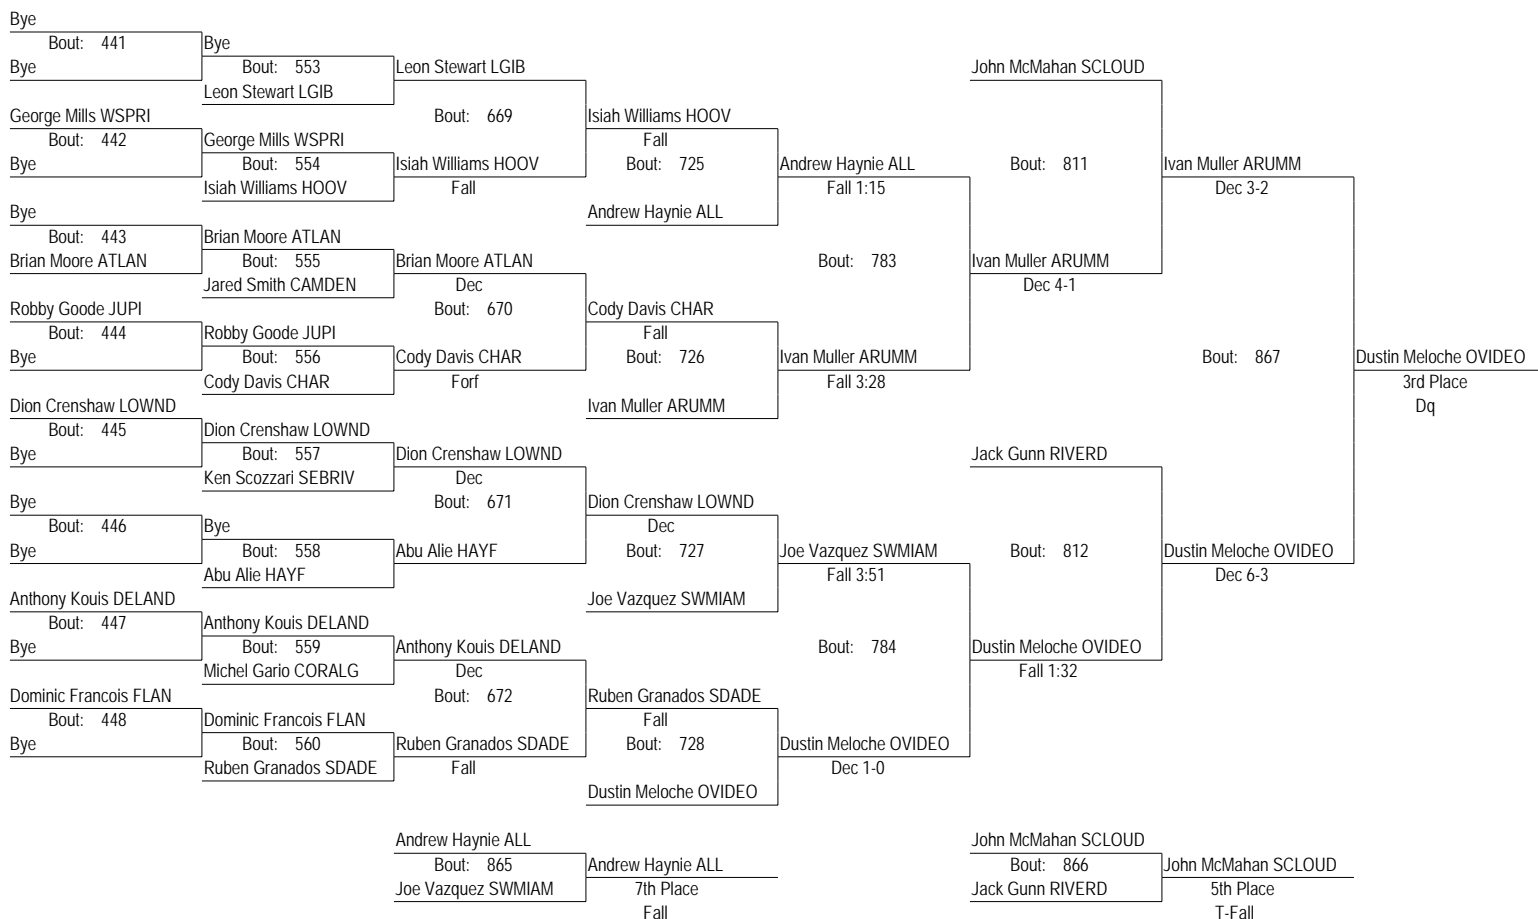 Bye
Bout: 441 Bye
Bye Bout: 553 Leon Stewart LGIB John McMahan SCLOUD
Leon Stewart LGIB
George Mills WSPRI Bout: 669 Isiah Williams HOOV
Bout: 442 George Mills WSPRI Fall
Bye Bout: 554 Isiah Williams HOOV Bout: 725 Andrew Haynie ALL Bout: 811 Ivan Muller ARUMM
Isiah Williams HOOV Fall Fall 1:15 Dec 3-2
Bye Andrew Haynie ALL
Bout: 443 Brian Moore ATLAN
Brian Moore ATLAN Bout: 555 Brian Moore ATLAN Bout: 783 Ivan Muller ARUMM
Jared Smith CAMDEN Dec Dec 4-1
Robby Goode JUPI Bout: 670 Cody Davis CHAR
Bout: 444 Robby Goode JUPI Fall
Bye Bout: 556 Cody Davis CHAR Bout: 726 Ivan Muller ARUMM Bout: 867 Dustin Meloche OVIDEO
Cody Davis CHAR Forf Fall 3:28 3rd Place
Dion Crenshaw LOWND Ivan Muller ARUMM Dq
Bout: 445 Dion Crenshaw LOWND
Bye Bout: 557 Dion Crenshaw LOWND Jack Gunn RIVERD
Ken Scozzari SEBRIV Dec
Bye Bout: 671 Dion Crenshaw LOWND
Bout: 446 Bye Dec
Bye Bout: 558 Abu Alie HAYF Bout: 727 Joe Vazquez SWMIAM Bout: 812 Dustin Meloche OVIDEO
Abu Alie HAYF Fall 3:51 Dec 6-3
Anthony Kouis DELAND Joe Vazquez SWMIAM
Bout: 447 Anthony Kouis DELAND
Bye Bout: 559 Anthony Kouis DELAND Bout: 784 Dustin Meloche OVIDEO
Michel Gario CORALG Dec Fall 1:32
Dominic Francois FLAN Bout: 672 Ruben Granados SDADE
Bout: 448 Dominic Francois FLAN Fall
Bye Bout: 560 Ruben Granados SDADE Bout: 728 Dustin Meloche OVIDEO
Ruben Granados SDADE Fall Dec 1-0
Dustin Meloche OVIDEO
Andrew Haynie ALL John McMahan SCLOUD
Bout: 865 Andrew Haynie ALL Bout: 866 John McMahan SCLOUD
Joe Vazquez SWMIAM 7th Place Jack Gunn RIVERD 5th Place
Fall T-Fall